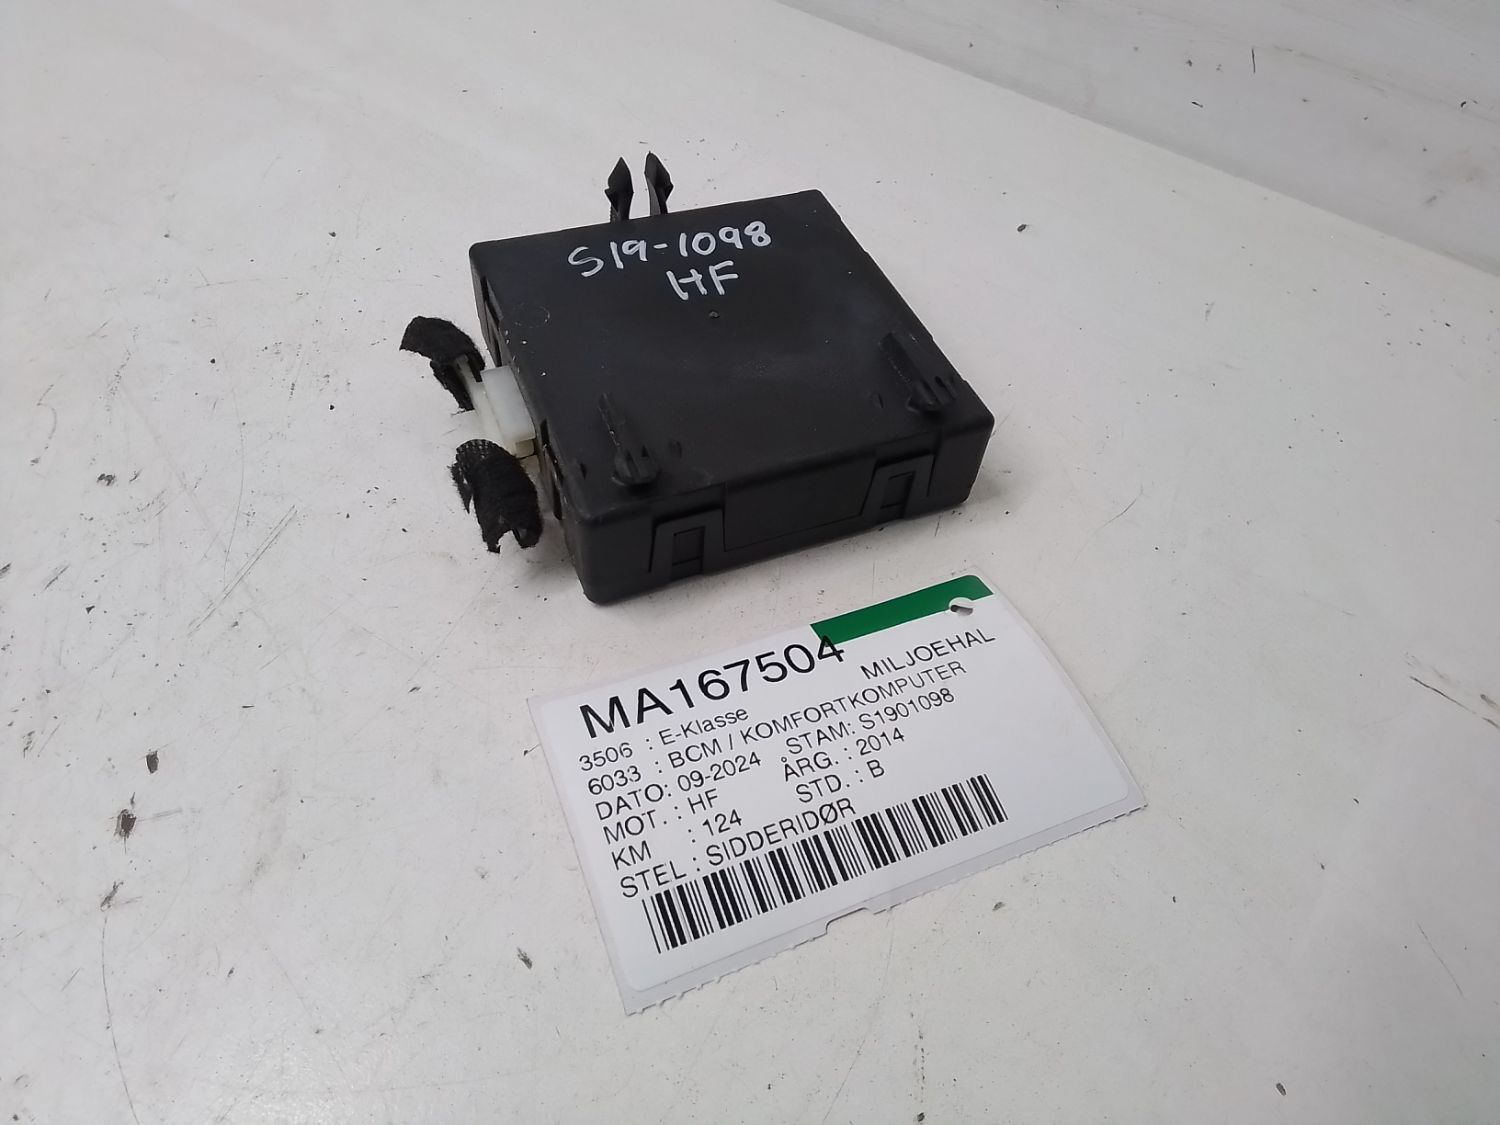 S19-1098
HF
MA167504 MILJOEHAL
3506 : E-Klasse
6033 : BCM / KOMFORTKOMPUTER
DATO: 09-2024 STAM: S1901098
MOT. : HF ÅRG. : 2014
KM : 124 STD. : B
STEL : SIDDERIDØR